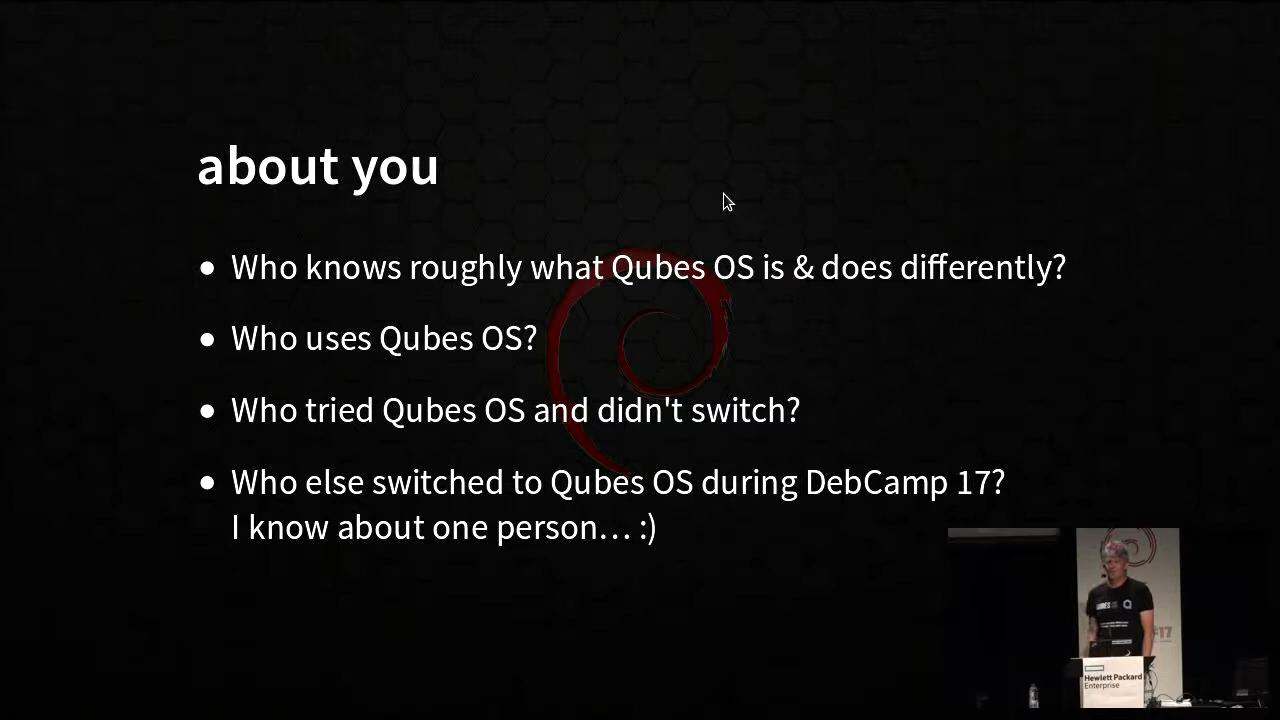 about you
• Who knows roughly what Qubes OS is & does differently?
• Who uses Qubes OS?
• Who tried Qubes OS and didn't switch?
• Who else switched to Qubes OS during DebCamp 17?
I know about one person… :)
17
Hewlett Packard
Enterprise